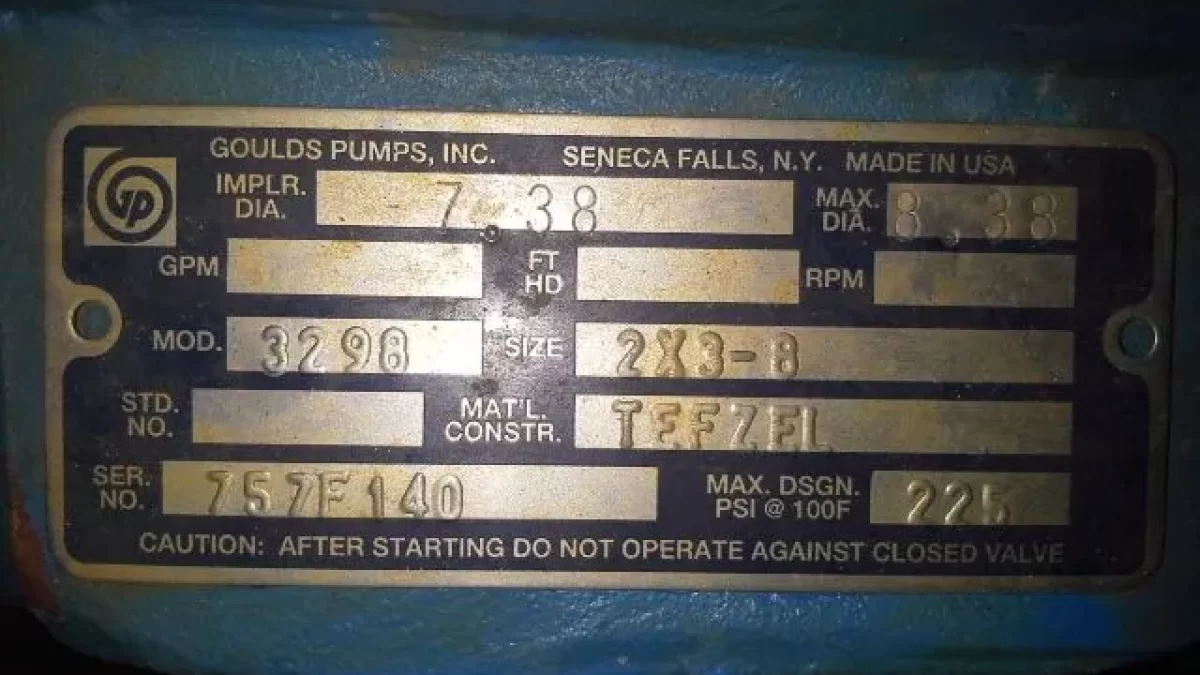 GP
GOULDS PUMPS, INC. SENECA FALLS, N.Y. MADE IN USA
IMPLR. DIA. 7.38 MAX. DIA. 8.38
GPM FT HD RPM
MOD. 3298 SIZE 2X3-8
STD. NO. MAT'L. CONSTR. TEFZEL
SER. NO. 757F140 MAX. DSGN. PSI @ 100F 225
CAUTION: AFTER STARTING DO NOT OPERATE AGAINST CLOSED VALVE